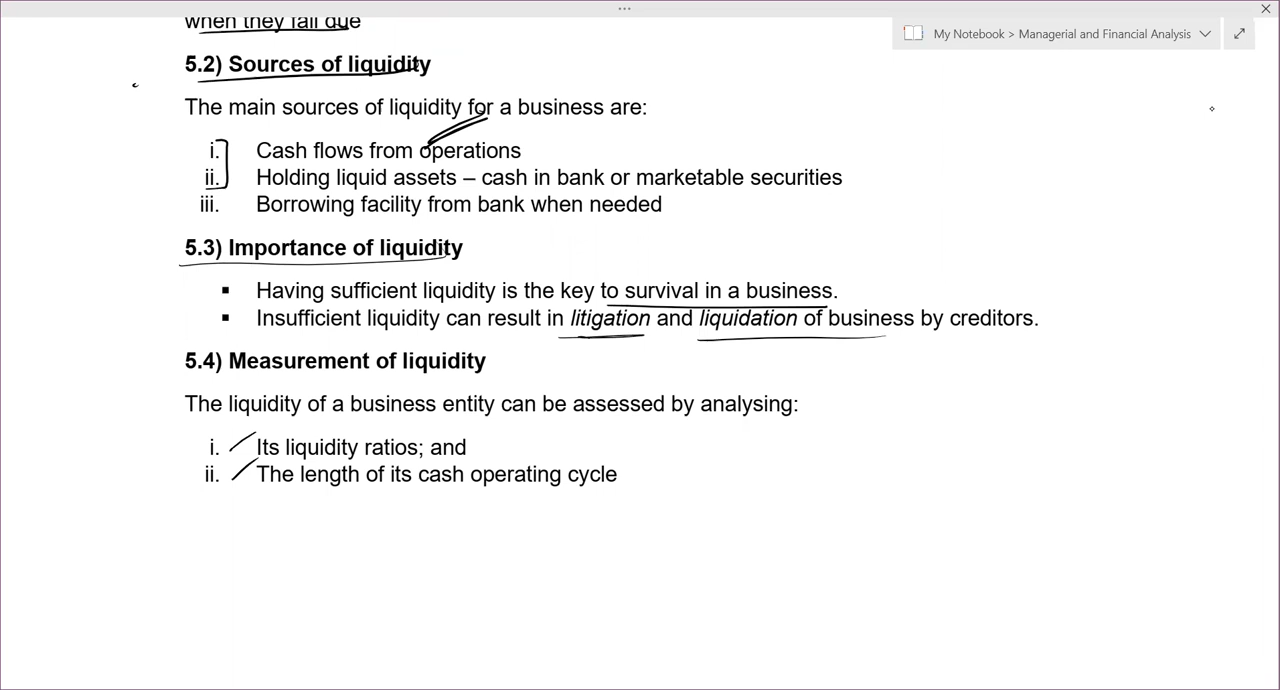 when they fall due
My Notebook > Managerial and Financial Analysis
5.2) Sources of liquidity
The main sources of liquidity for a business are:
i. Cash flows from operations
ii. Holding liquid assets – cash in bank or marketable securities
iii. Borrowing facility from bank when needed
5.3) Importance of liquidity
▪ Having sufficient liquidity is the key to survival in a business.
▪ Insufficient liquidity can result in litigation and liquidation of business by creditors.
5.4) Measurement of liquidity
The liquidity of a business entity can be assessed by analysing:
i. Its liquidity ratios; and
ii. The length of its cash operating cycle